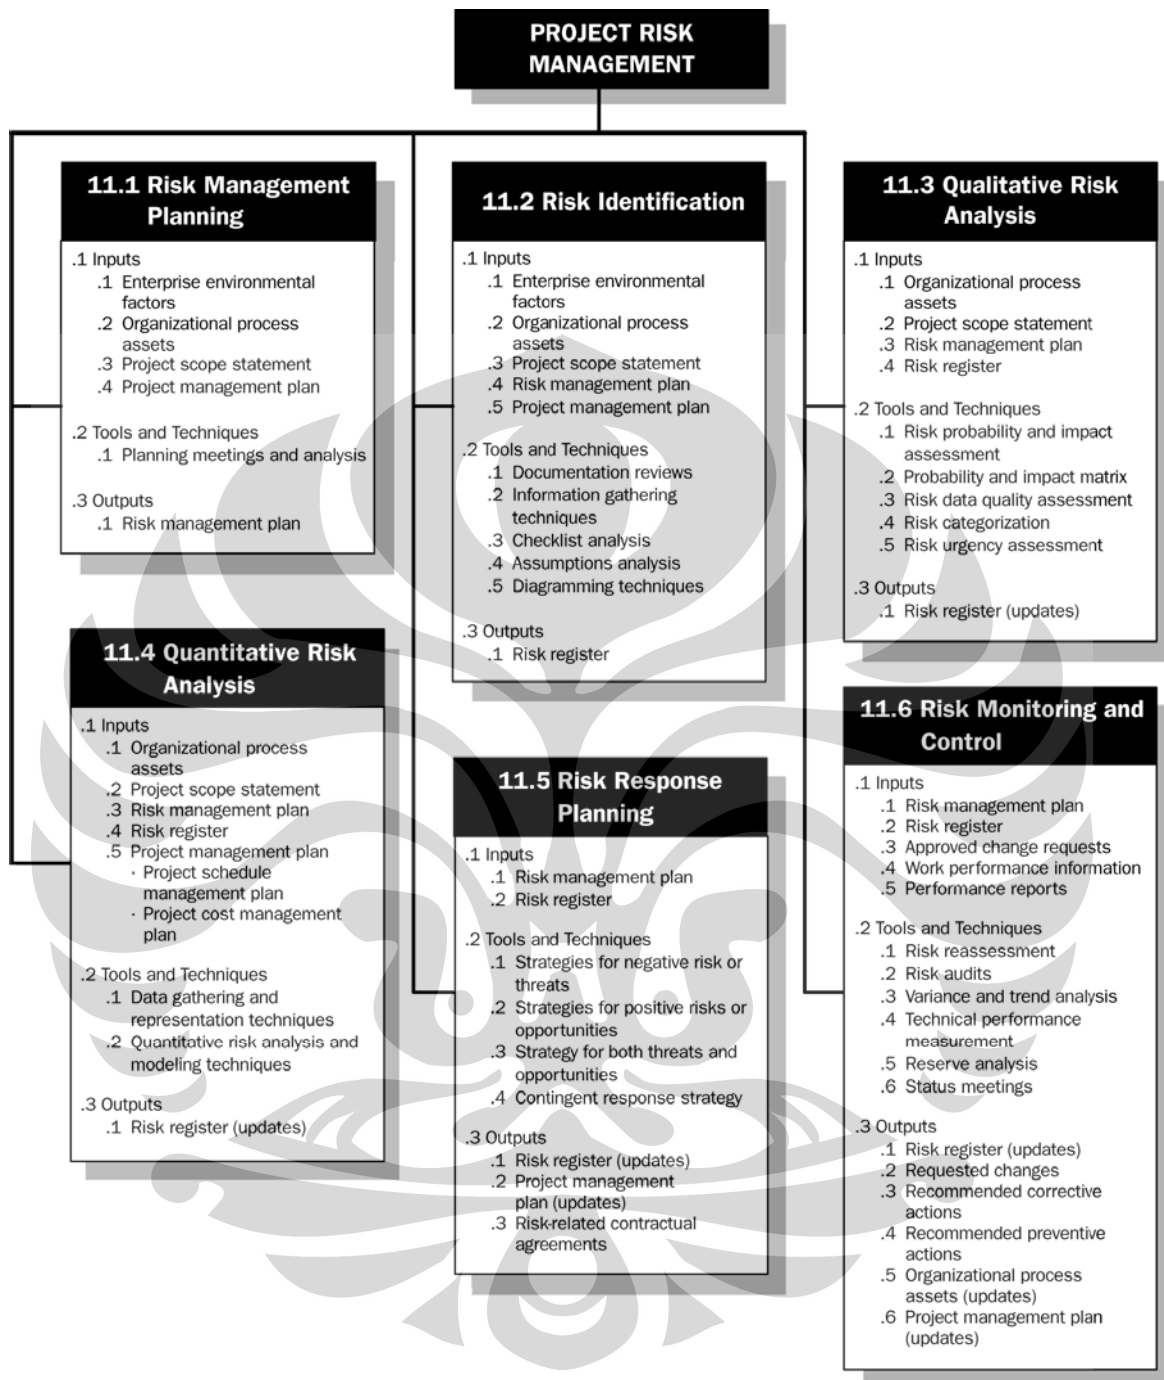 PROJECT RISK
MANAGEMENT
11.1 Risk Management
Planning
.1 Inputs
.1 Enterprise environmental
factors
.2 Organizational process
assets
.3 Project scope statement
.4 Project management plan
.2 Tools and Techniques
.1 Planning meetings and analysis
.3 Outputs
.1 Risk management plan
11.2 Risk Identification
.1 Inputs
.1 Enterprise environmental
factors
.2 Organizational process
assets
.3 Project scope statement
.4 Risk management plan
.5 Project management plan
.2 Tools and Techniques
.1 Documentation reviews
.2 Information gathering
techniques
.3 Checklist analysis
.4 Assumptions analysis
.5 Diagramming techniques
.3 Outputs
.1 Risk register
11.3 Qualitative Risk
Analysis
.1 Inputs
.1 Organizational process
assets
.2 Project scope statement
.3 Risk management plan
.4 Risk register
.2 Tools and Techniques
.1 Risk probability and impact
assessment
.2 Probability and impact matrix
.3 Risk data quality assessment
.4 Risk categorization
.5 Risk urgency assessment
.3 Outputs
.1 Risk register (updates)
11.4 Quantitative Risk
Analysis
.1 Inputs
.1 Organizational process
assets
.2 Project scope statement
.3 Risk management plan
.4 Risk register
.5 Project management plan
· Project schedule
management plan
· Project cost management
plan
.2 Tools and Techniques
.1 Data gathering and
representation techniques
.2 Quantitative risk analysis and
modeling techniques
.3 Outputs
.1 Risk register (updates)
11.5 Risk Response
Planning
.1 Inputs
.1 Risk management plan
.2 Risk register
.2 Tools and Techniques
.1 Strategies for negative risk or
threats
.2 Strategies for positive risks or
opportunities
.3 Strategy for both threats and
opportunities
.4 Contingent response strategy
.3 Outputs
.1 Risk register (updates)
.2 Project management
plan (updates)
.3 Risk-related contractual
agreements
11.6 Risk Monitoring and
Control
.1 Inputs
.1 Risk management plan
.2 Risk register
.3 Approved change requests
.4 Work performance information
.5 Performance reports
.2 Tools and Techniques
.1 Risk reassessment
.2 Risk audits
.3 Variance and trend analysis
.4 Technical performance
measurement
.5 Reserve analysis
.6 Status meetings
.3 Outputs
.1 Risk register (updates)
.2 Requested changes
.3 Recommended corrective
actions
.4 Recommended preventive
actions
.5 Organizational process
assets (updates)
.6 Project management plan
(updates)